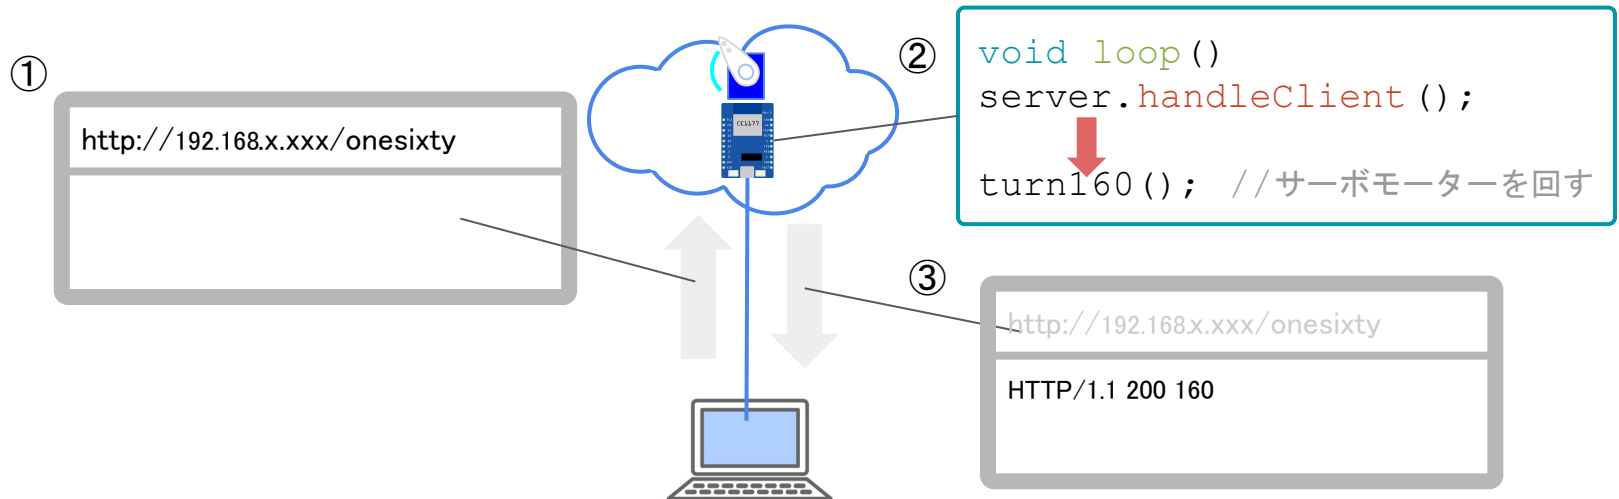 ①
http://192.168.x.xxx/onesixty
②
void loop()
server.handleClient();
turn160(); //サーボモーターを回す
③
http://192.168.x.xxx/onesixty
HTTP/1.1 200 160